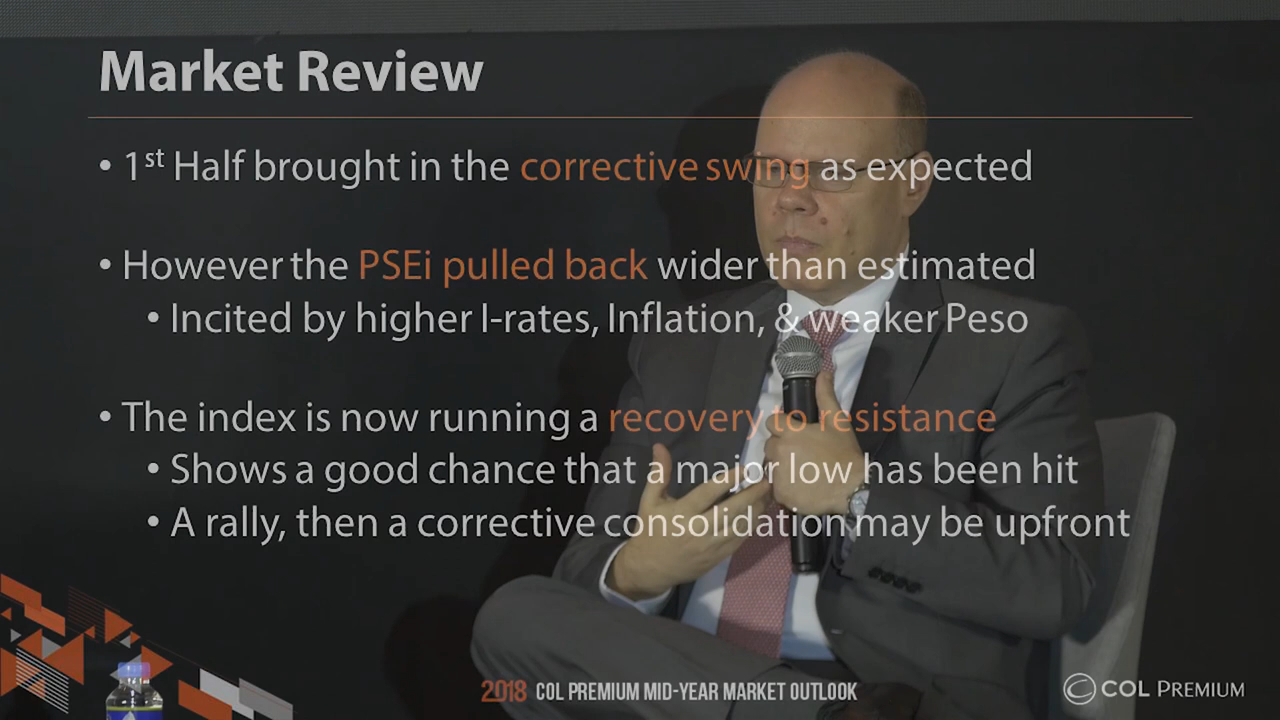 Market Review
• 1st Half brought in the corrective swing as expected
• However the PSEi pulled back wider than estimated
• Incited by higher I-rates, Inflation, & weaker Peso
• The index is now running a recovery to resistance
• Shows a good chance that a major low has been hit
• A rally, then a corrective consolidation may be upfront
2018 COL PREMIUM MID-YEAR MARKET OUTLOOK
COL PREMIUM